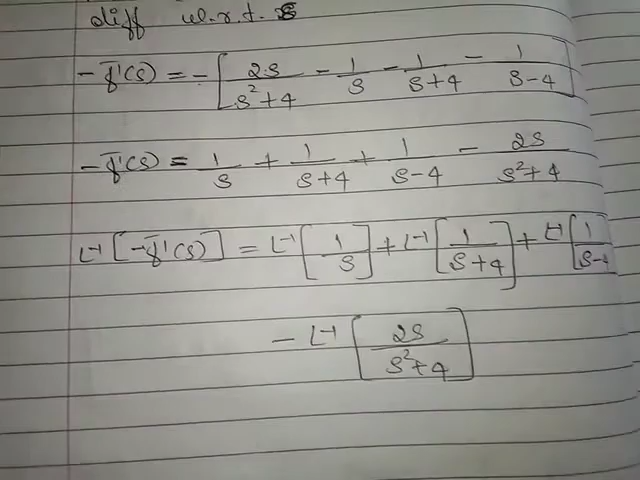 diff w.r.t. s
-f̄'(s) = -[2s/(s²+4) - 1/s - 1/(s+4) - 1/(s-4)]
-f̄'(s) = 1/s + 1/(s+4) + 1/(s-4) - 2s/(s²+4)
L⁻¹[-f̄'(s)] = L⁻¹[1/s] + L⁻¹[1/(s+4)] + L⁻¹[1/(s-4
- L⁻¹[2s/(s²+4)]